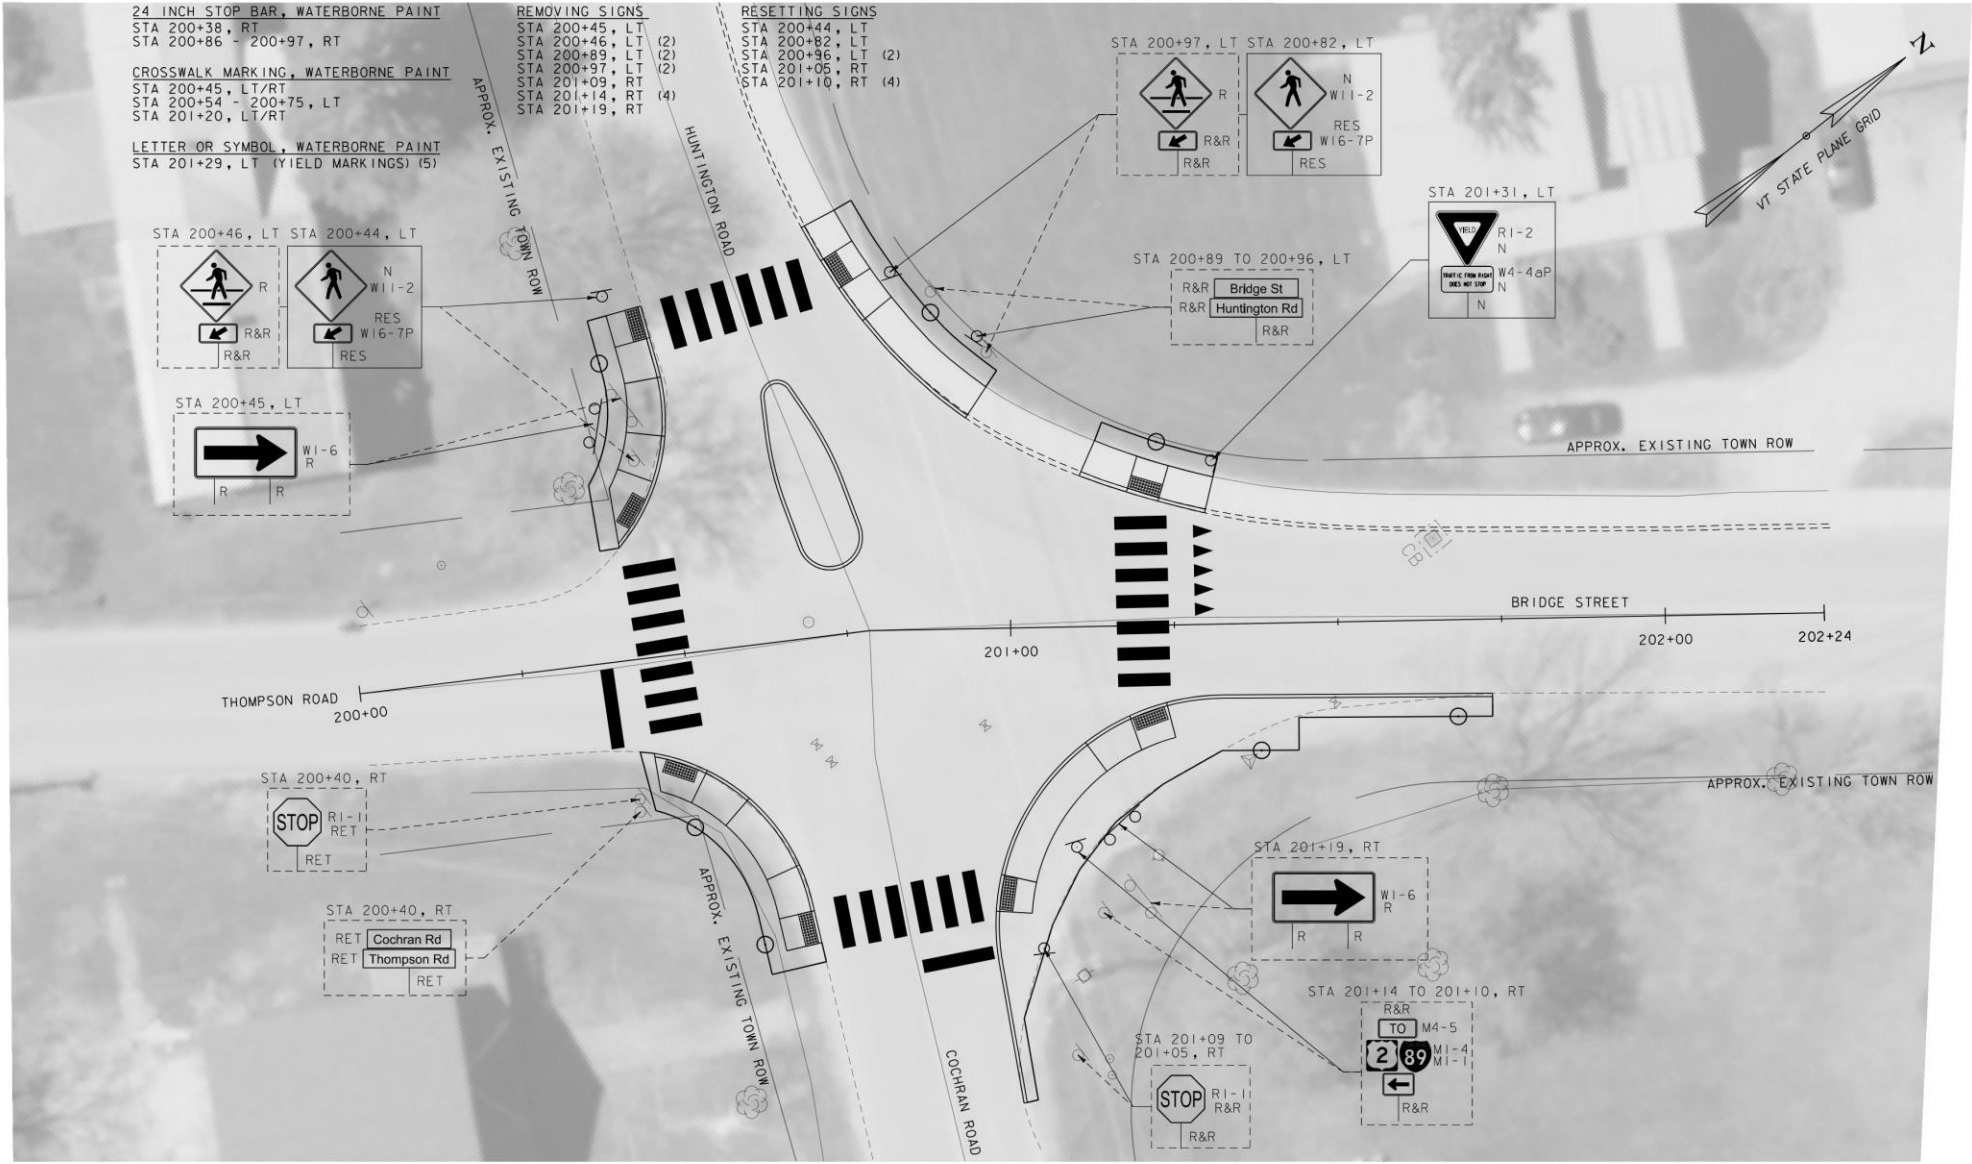 24 INCH STOP BAR, WATERBORNE PAINT
STA 200+38, RT
STA 200+86 - 200+97, RT
CROSSWALK MARKING, WATERBORNE PAINT
STA 200+45, LT/RT
STA 200+54 - 200+75, LT
STA 201+20, LT/RT
LETTER OR SYMBOL, WATERBORNE PAINT
STA 201+29, LT (YIELD MARKINGS) (5)
REMOVING SIGNS
STA 200+45, LT
STA 200+46, LT (2)
STA 200+89, LT (2)
STA 200+97, LT (2)
STA 201+09, RT
STA 201+14, RT (4)
STA 201+19, RT
RESETTING SIGNS
STA 200+44, LT
STA 200+82, LT
STA 200+96, LT (2)
STA 201+05, RT
STA 201+10, RT (4)
STA 200+97, LT
R
R&R
R&R
STA 200+82, LT
N
W11-2
RES
W16-7P
RES
N
VT STATE PLANE GRID
STA 201+31, LT
YIELD
R1-2
N
TRAFFIC FROM RIGHT
DOES NOT STOP
W4-4aP
N
N
STA 200+89 TO 200+96, LT
R&R Bridge St
R&R Huntington Rd
R&R
STA 200+46, LT
R
R&R
R&R
STA 200+44, LT
N
W11-2
RES
W16-7P
RES
STA 200+45, LT
W1-6
R
R R
APPROX. EXISTING TOWN ROW
HUNTINGTON ROAD
APPROX. EXISTING TOWN ROW
CB
BRIDGE STREET
THOMPSON ROAD
200+00
201+00
202+00
202+24
APPROX. EXISTING TOWN ROW
STA 200+40, RT
STOP
R1-1
RET
RET
STA 200+40, RT
RET Cochran Rd
RET Thompson Rd
RET
APPROX. EXISTING TOWN ROW
COCHRAN ROAD
STA 201+19, RT
W1-6
R
R R
STA 201+14 TO 201+10, RT
R&R
TO M4-5
2 89 M1-4
M1-1
R&R
STA 201+09 TO
201+05, RT
STOP
R1-1
R&R
R&R